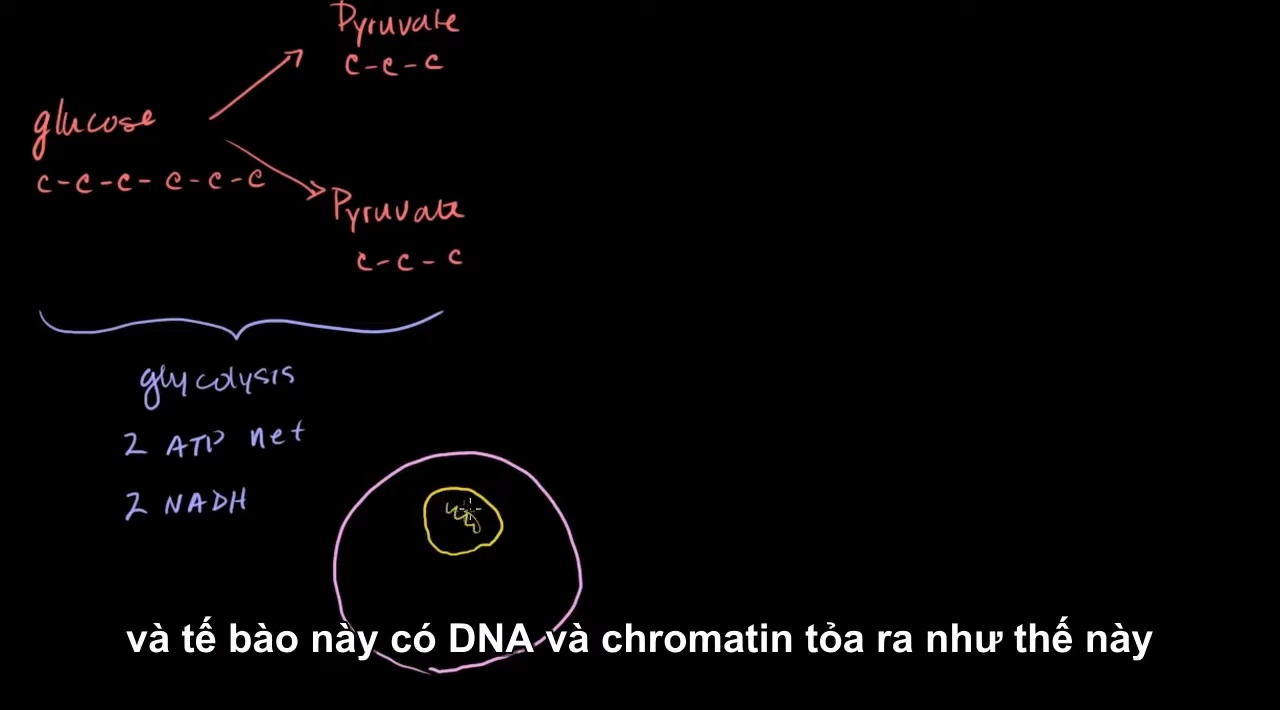 Pyruvate
C-C-C
glucose
C-C-C-C-C-C
Pyruvate
C-C-C
glycolysis
2 ATP net
2 NADH
và tế bào này có DNA và chromatin tỏa ra như thế này